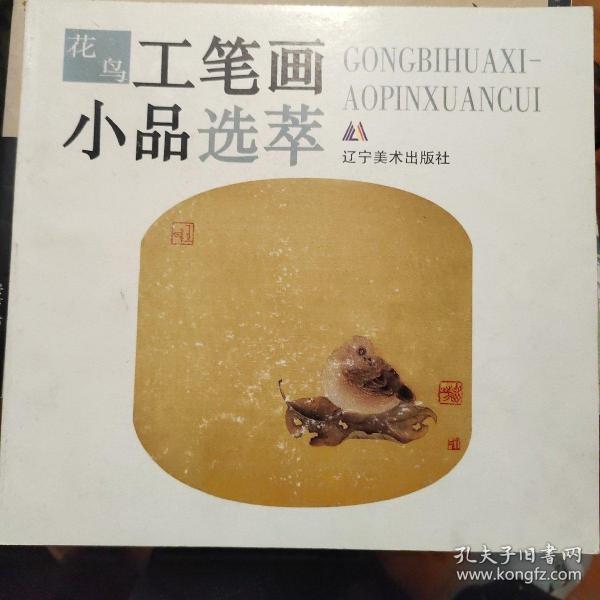 花鸟
工笔画
小品选萃
GONGBIHUAXI-
AOPINXUANCUI
辽宁美术出版社
孔夫子旧书网
www.kongfz.com